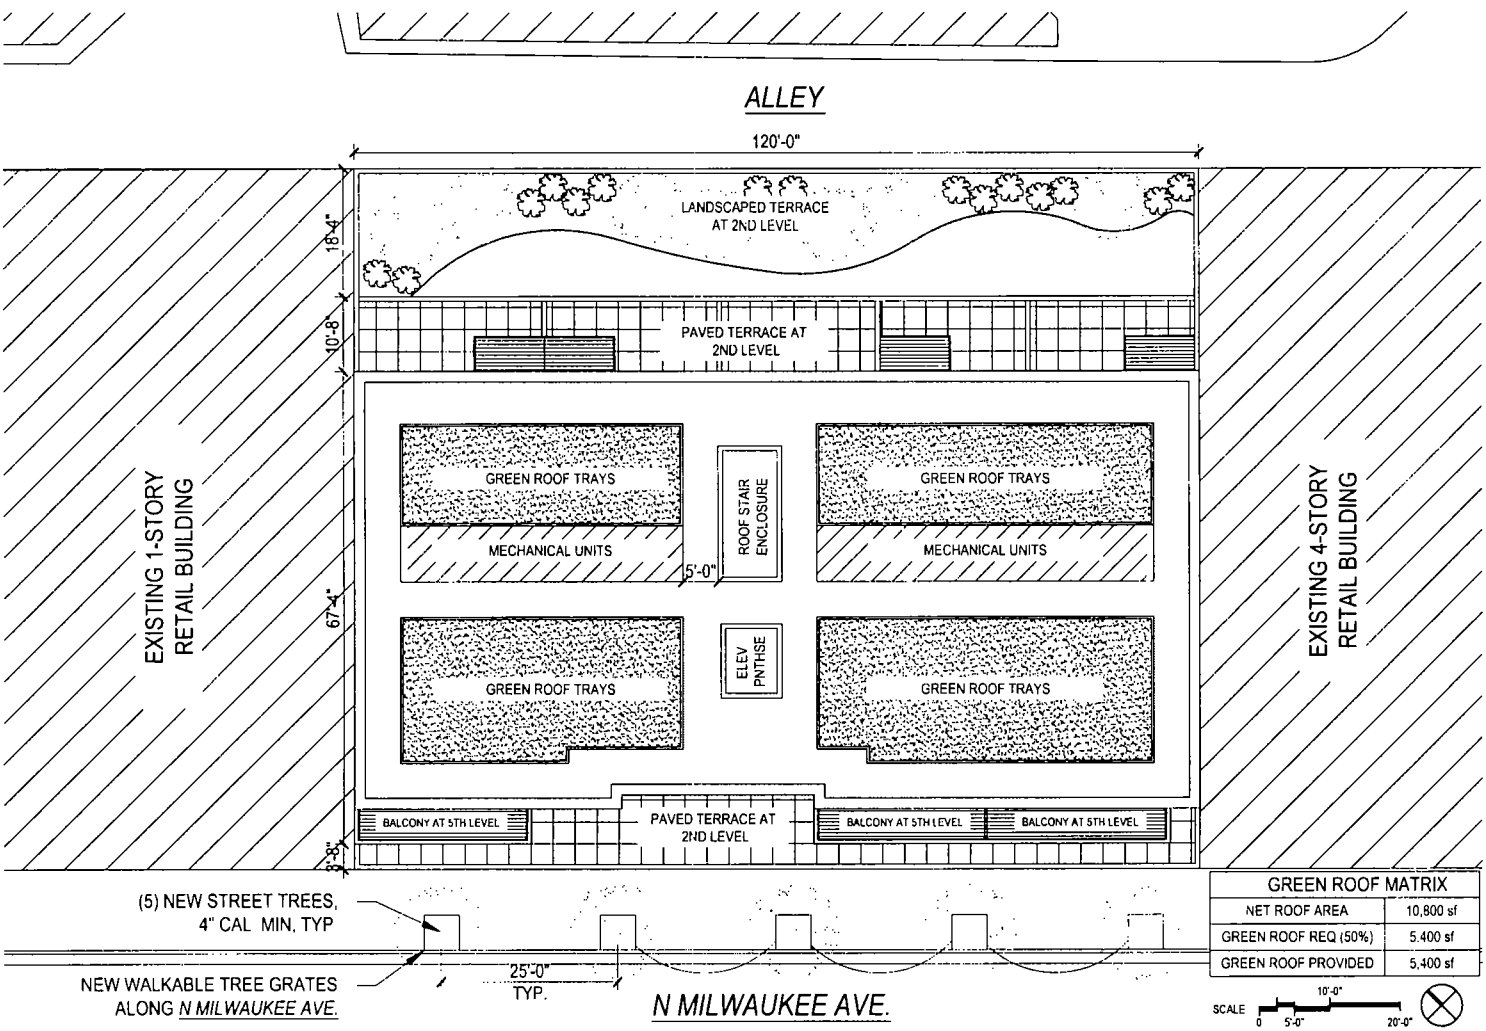 ALLEY
120'-0"
18'-4"
LANDSCAPED TERRACE
AT 2ND LEVEL
10'-8"
PAVED TERRACE AT
2ND LEVEL
EXISTING 1-STORY
RETAIL BUILDING
67'-4"
GREEN ROOF TRAYS
MECHANICAL UNITS
5'-0"
ROOF STAIR
ENCLOSURE
GREEN ROOF TRAYS
MECHANICAL UNITS
GREEN ROOF TRAYS
ELEV
PNTHSE
GREEN ROOF TRAYS
EXISTING 4-STORY
RETAIL BUILDING
BALCONY AT 5TH LEVEL
PAVED TERRACE AT
2ND LEVEL
BALCONY AT 5TH LEVEL
BALCONY AT 5TH LEVEL
(5) NEW STREET TREES,
4" CAL MIN, TYP
NEW WALKABLE TREE GRATES
ALONG N MILWAUKEE AVE.
25'-0"
TYP.
N MILWAUKEE AVE.
GREEN ROOF MATRIX
NET ROOF AREA 10,800 sf
GREEN ROOF REQ (50%) 5,400 sf
GREEN ROOF PROVIDED 5,400 sf
SCALE
10'-0"
0 5'-0" 20'-0"